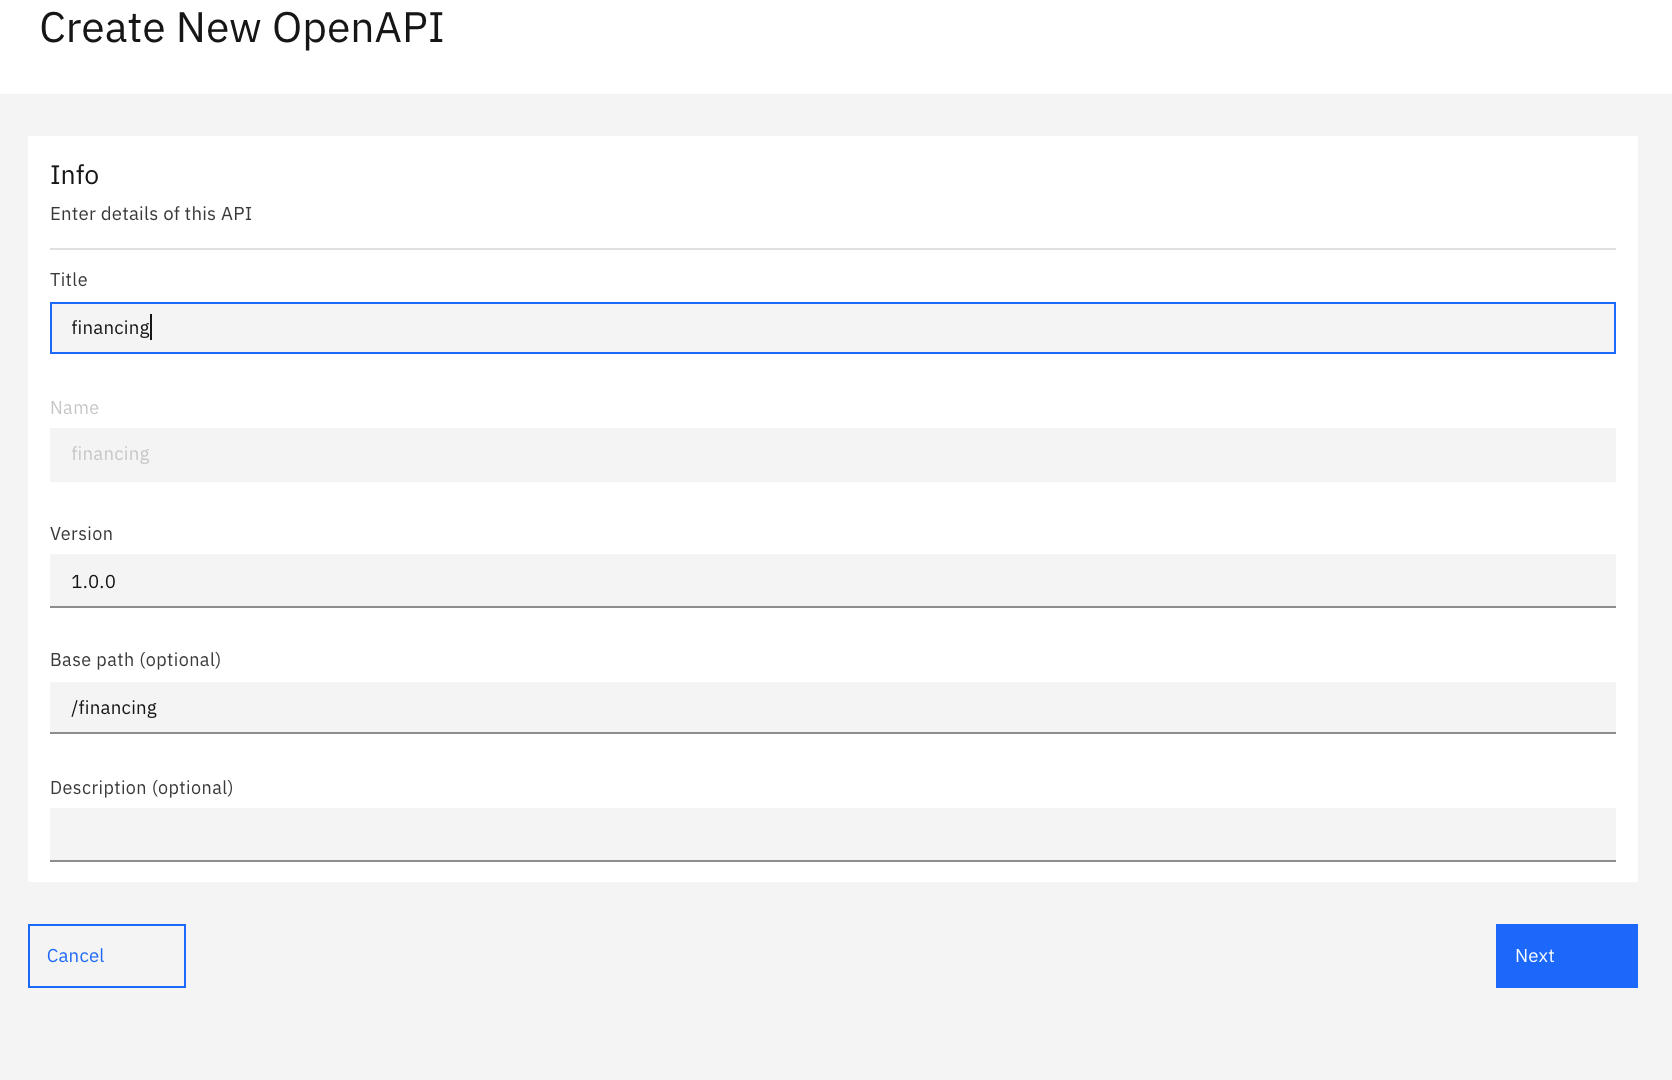 Create New OpenAPI
Info
Enter details of this API
Title
financing
Name
financing
Version
1.0.0
Base path (optional)
/financing
Description (optional)
Cancel
Next